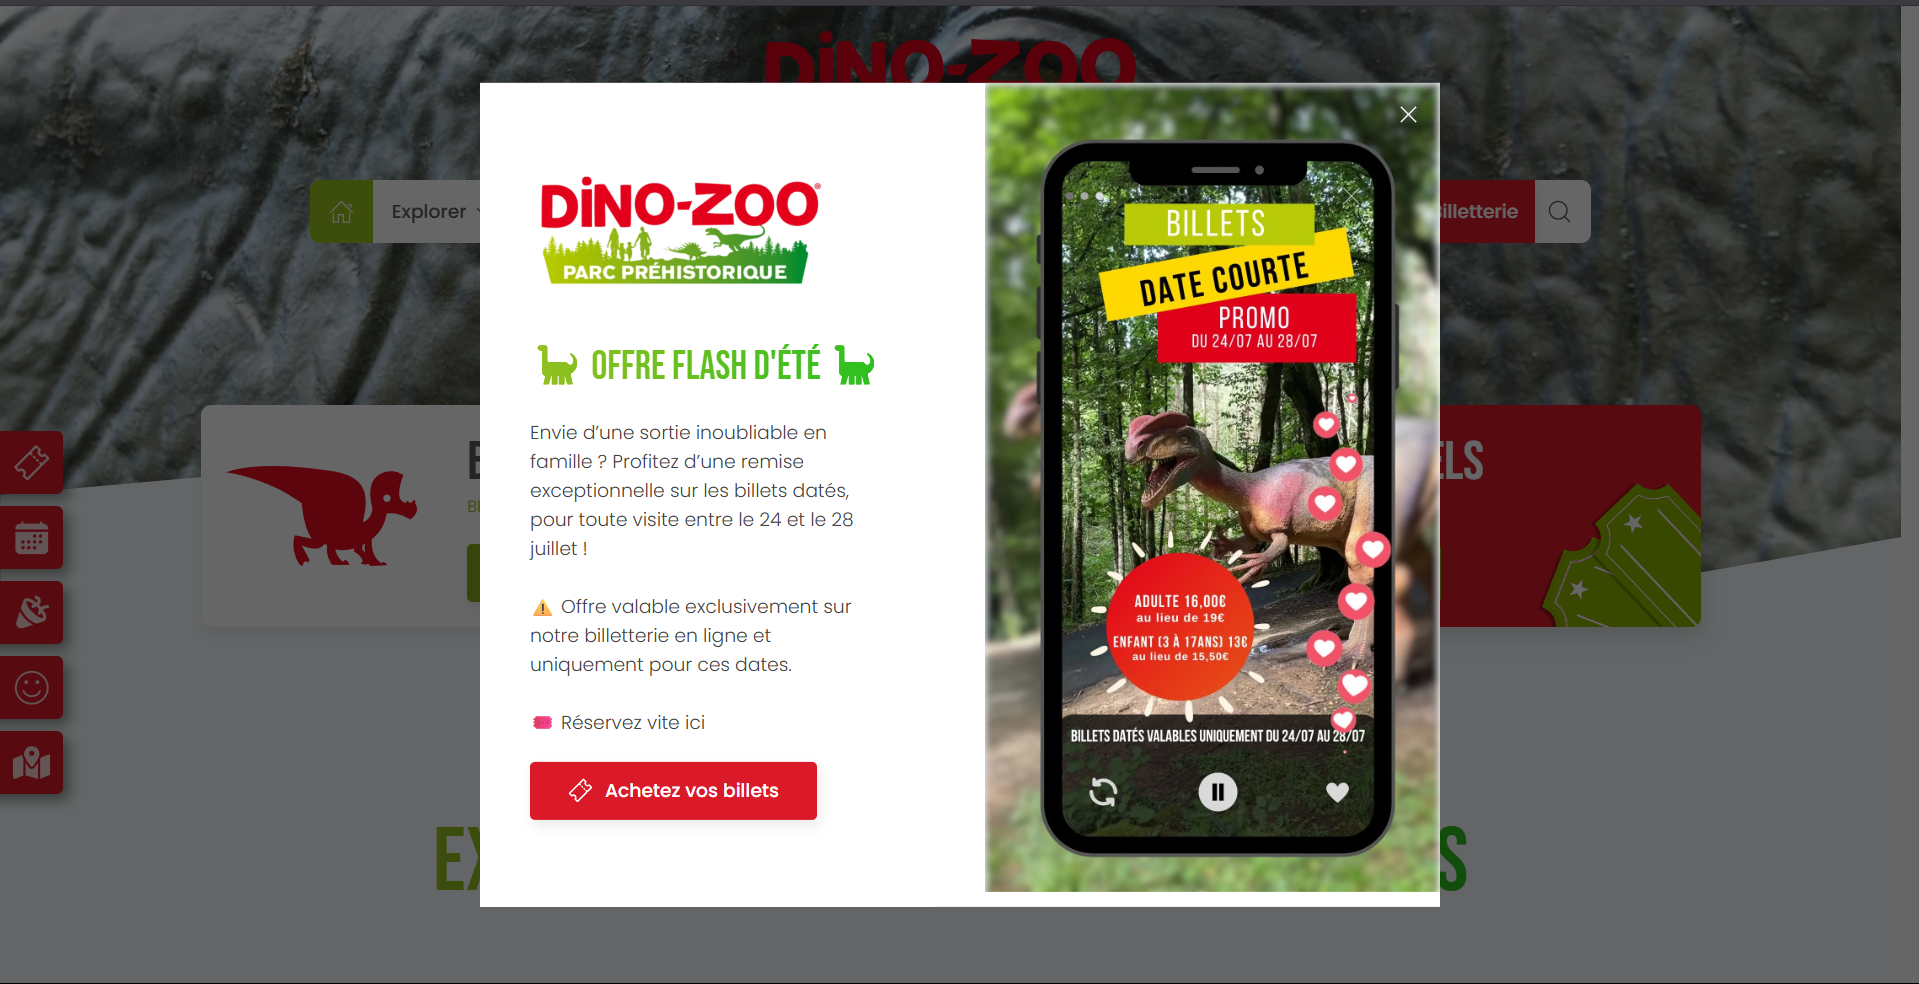 DiNO-ZOO
Explorer
Billetterie
DiNO-ZOO®
PARC PRÉHISTORIQUE
OFFRE FLASH D'ÉTÉ
Envie d’une sortie inoubliable en
famille ? Profitez d’une remise
exceptionnelle sur les billets datés,
pour toute visite entre le 24 et le 28
juillet !
⚠️ Offre valable exclusivement sur
notre billetterie en ligne et
uniquement pour ces dates.
🎟️ Réservez vite ici
Achetez vos billets
BILLETS
DATE COURTE
PROMO
DU 24/07 AU 28/07
ADULTE 16,00€
au lieu de 19€
ENFANT (3 À 17ANS) 13€
au lieu de 15,50€
BILLETS DATÉS VALABLES UNIQUEMENT DU 24/07 AU 28/07